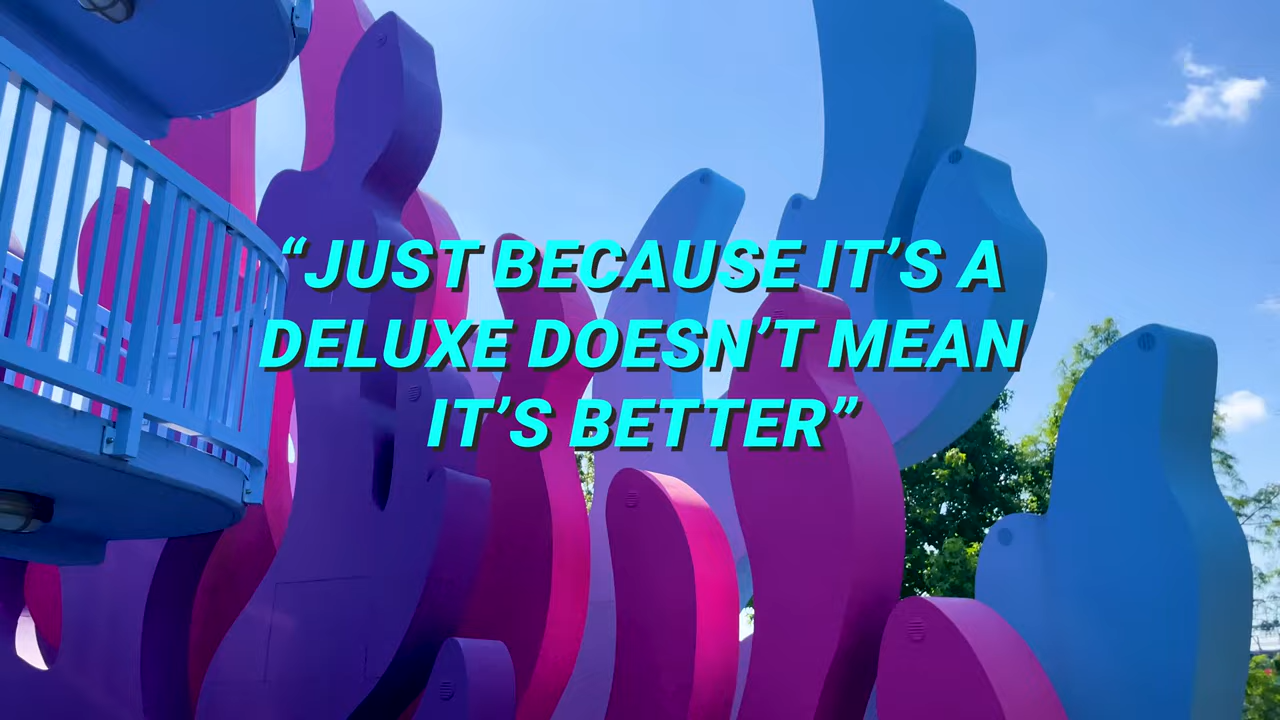 “JUST BECAUSE IT’S A
DELUXE DOESN’T MEAN
IT’S BETTER”